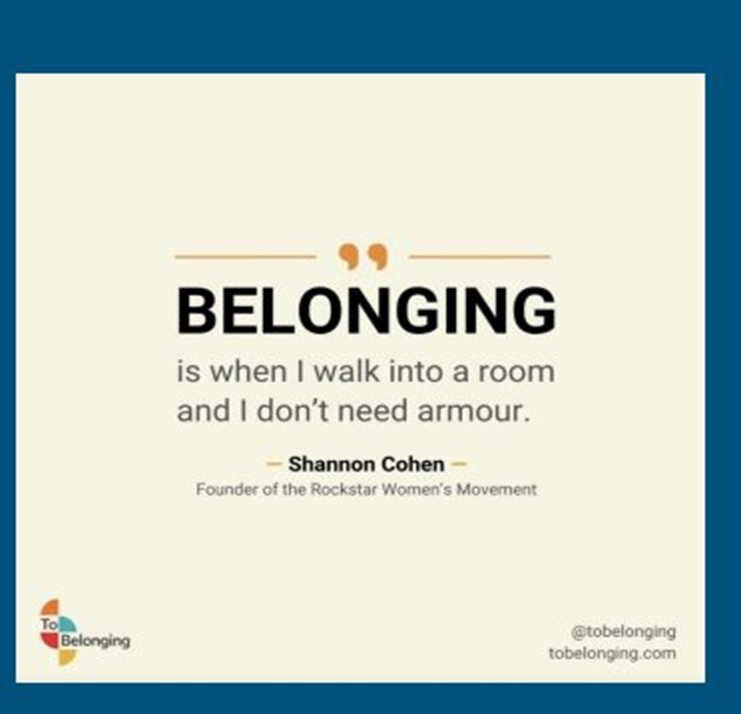 ❜❜
BELONGING
is when I walk into a room
and I don’t need armour.
— Shannon Cohen —
Founder of the Rockstar Women’s Movement
To
Belonging
@tobelonging
tobelonging.com